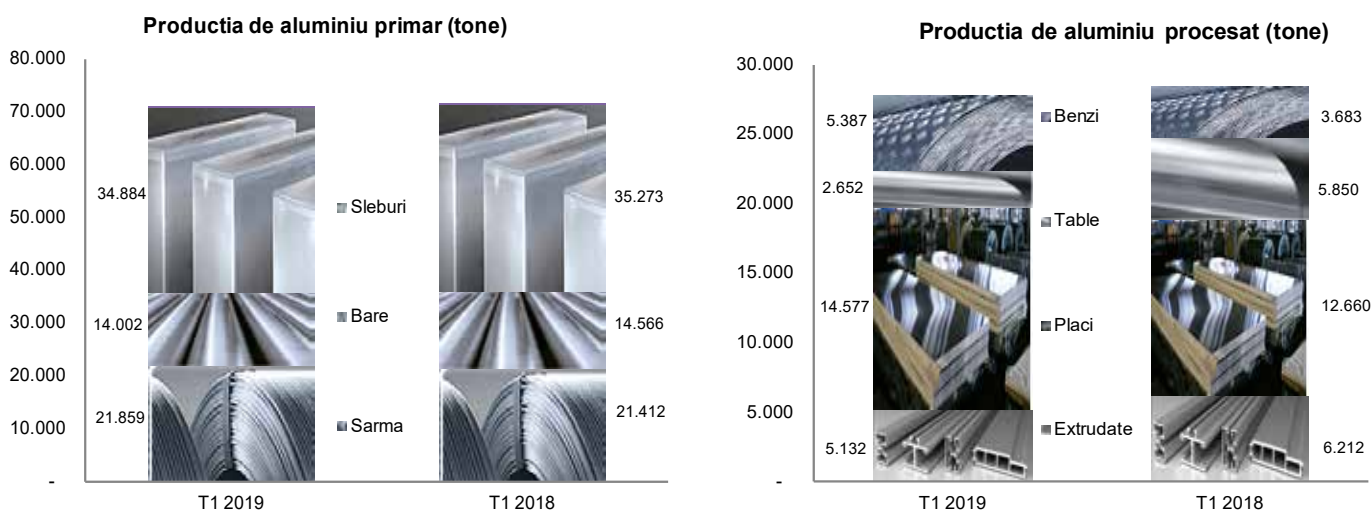 Productia de aluminiu primar (tone)
80.000
70.000
60.000
50.000
40.000
30.000
20.000
10.000
-
34.884
14.002
21.859
Sleburi
Bare
Sarma
35.273
14.566
21.412
T1 2019
T1 2018
Productia de aluminiu procesat (tone)
30.000
25.000
20.000
15.000
10.000
5.000
-
5.387
2.652
14.577
5.132
Benzi
Table
Placi
Extrudate
3.683
5.850
12.660
6.212
T1 2019
T1 2018